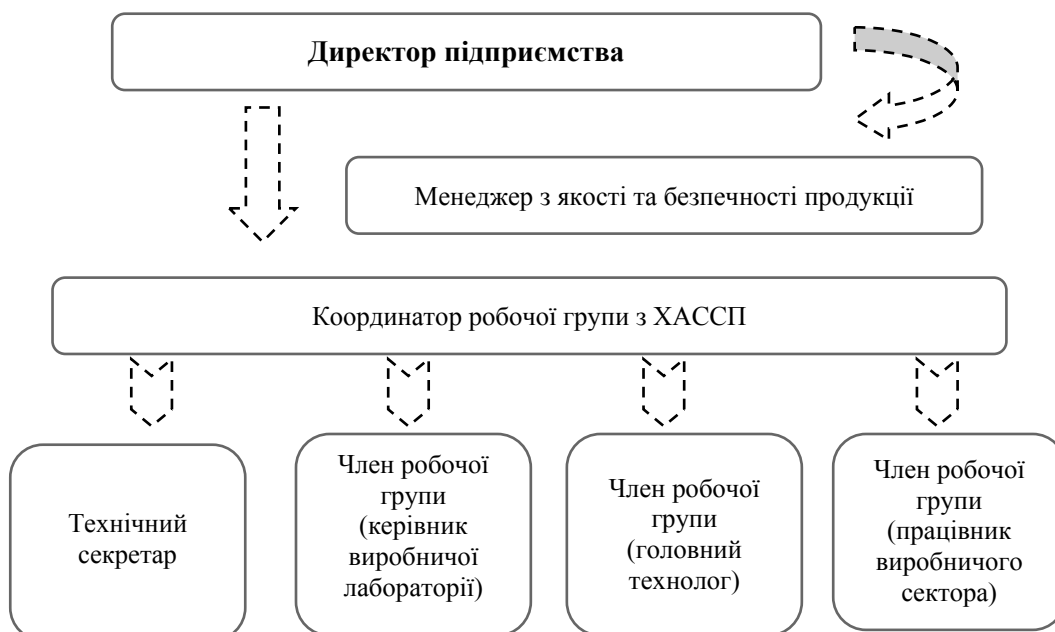 Директор підприємства
Менеджер з якості та безпечності продукції
Координатор робочої групи з ХАССП
Технічний
секретар
Член робочої
групи
(керівник
виробничої
лабораторії)
Член робочої
групи
(головний
технолог)
Член робочої
групи
(працівник
виробничого
сектора)